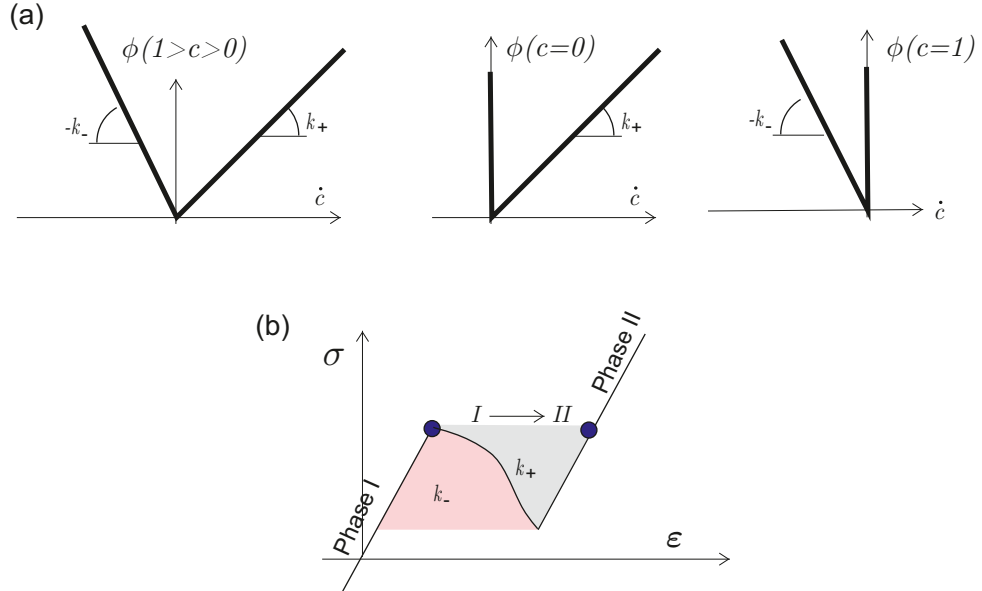 (a)
ϕ(1>c>0)
-k₋
k₊
ċ
ϕ(c=0)
k₊
ċ
ϕ(c=1)
-k₋
ċ
(b)
σ
Phase II
I → II
k₊
k₋
Phase I
ε